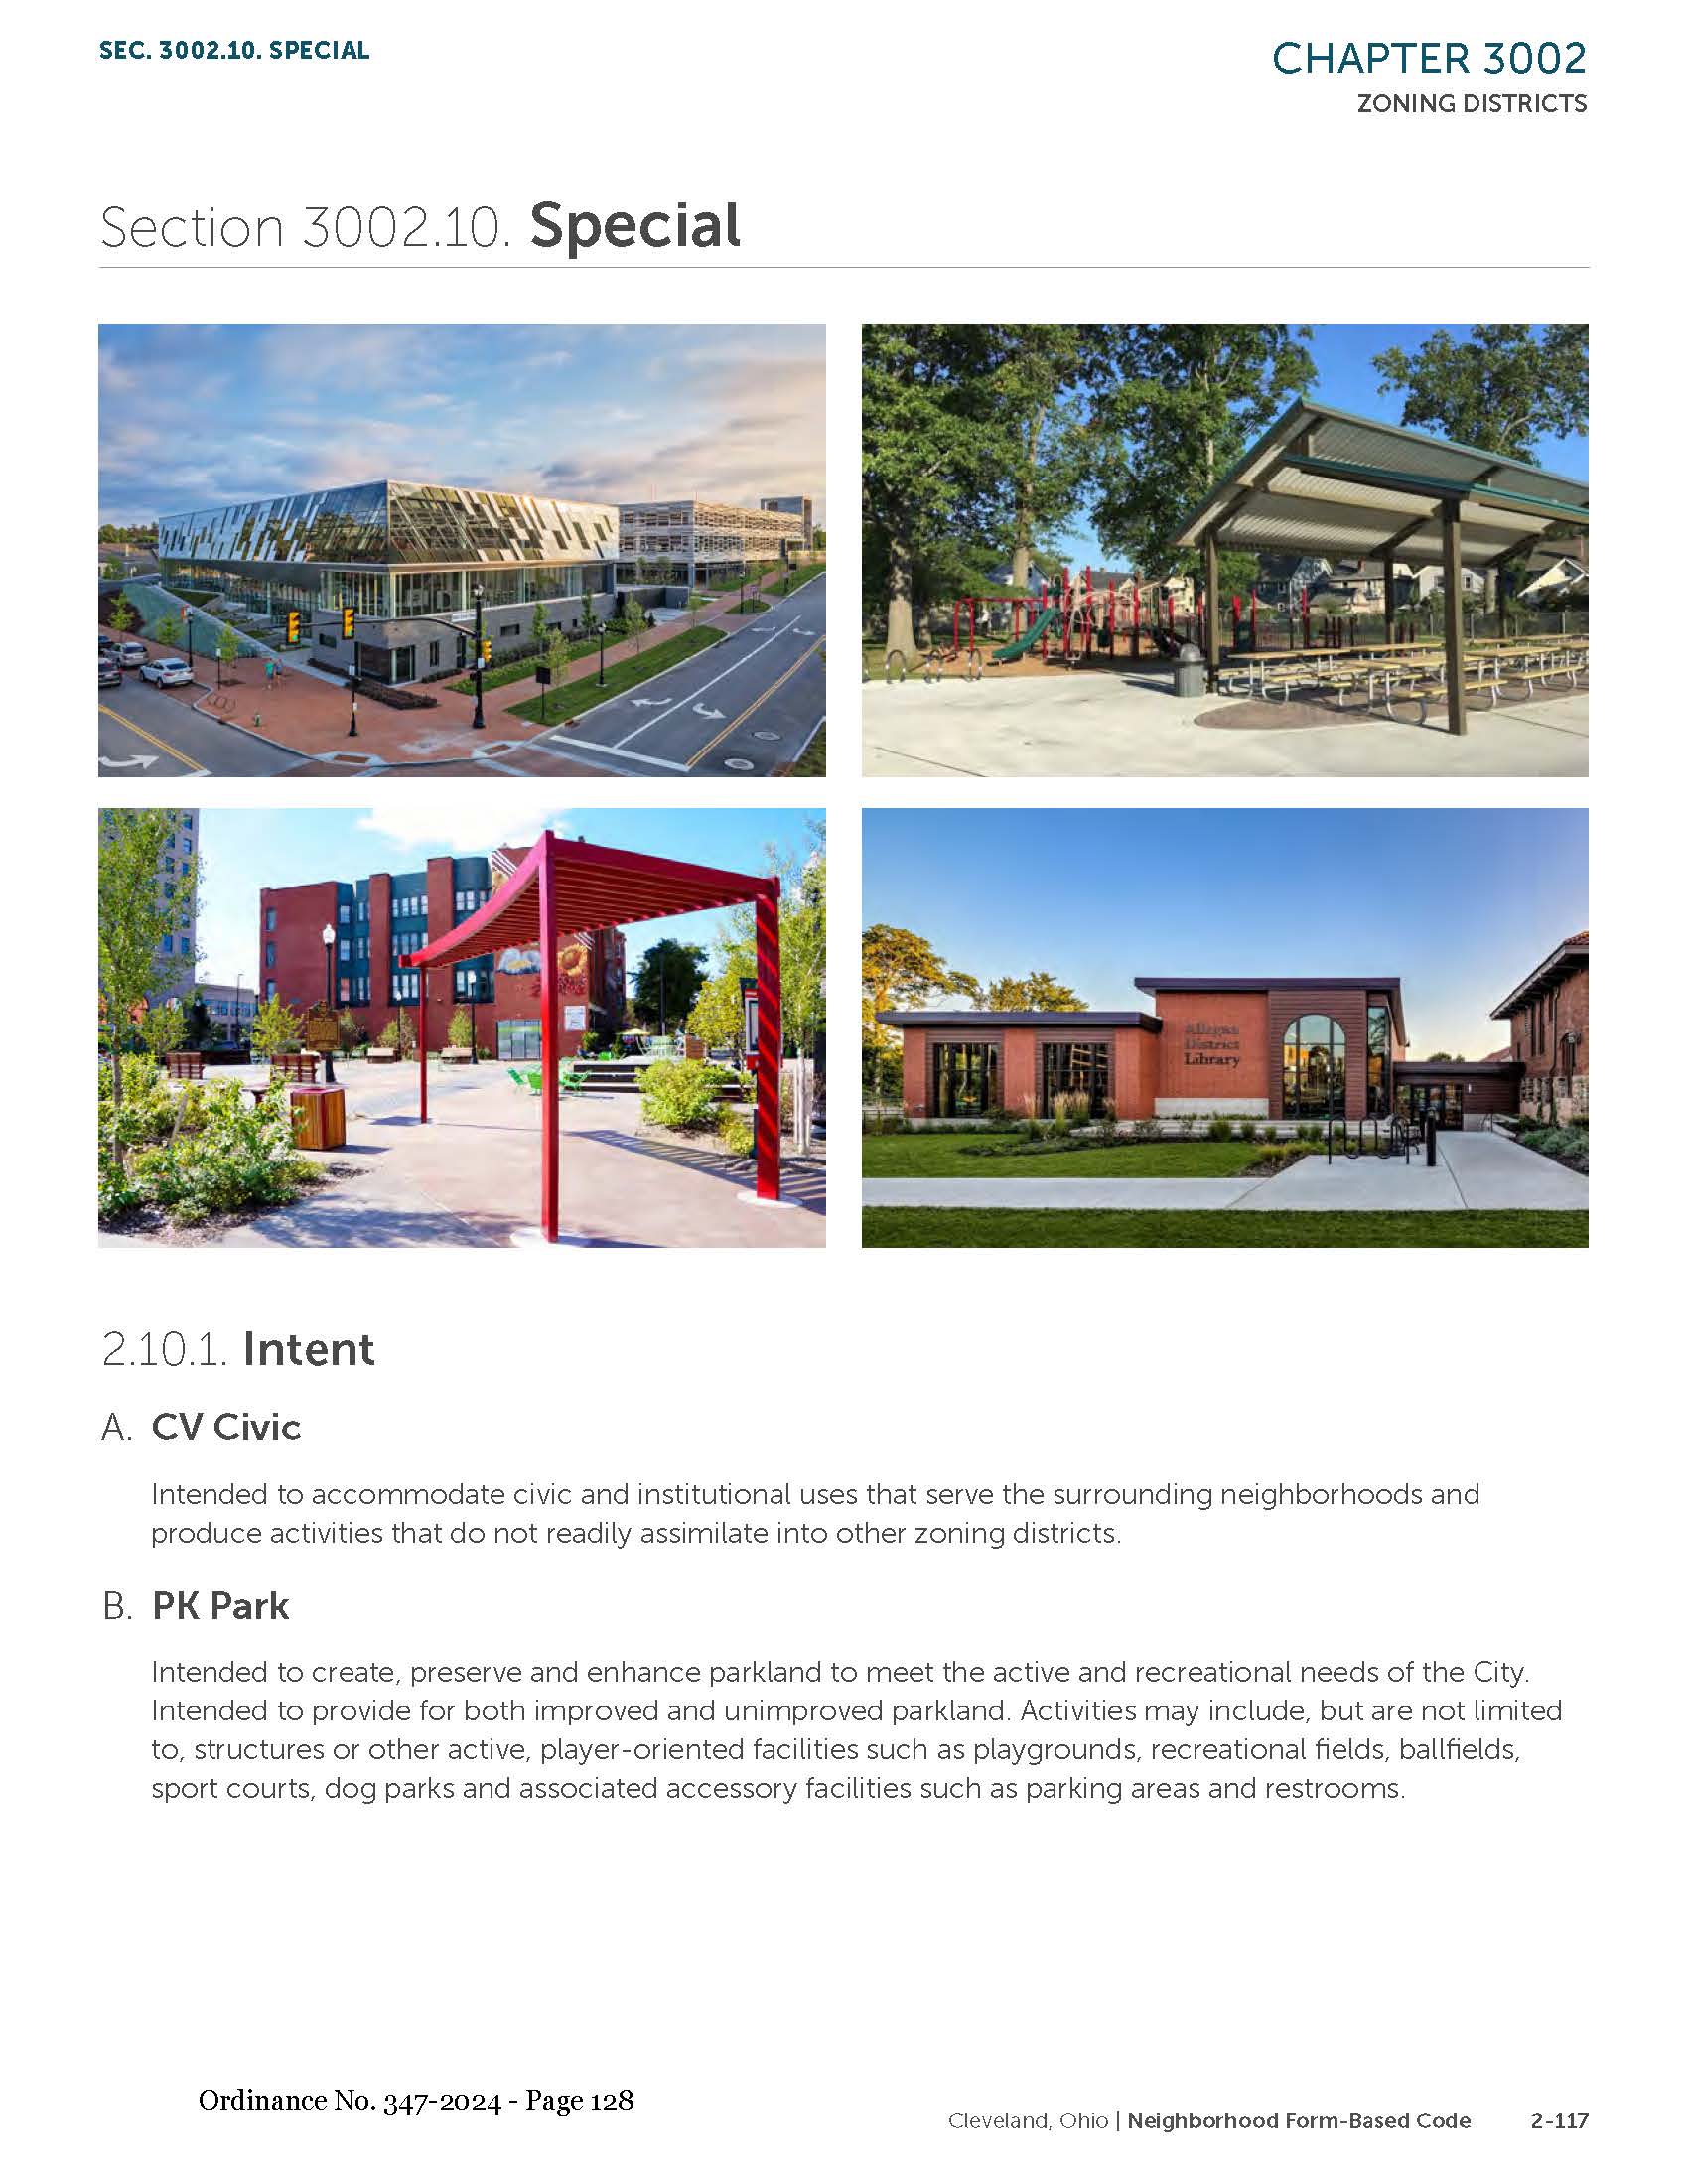 SEC. 3002.10. SPECIAL
CHAPTER 3002
ZONING DISTRICTS
Section 3002.10. Special
Allegan
District
Library
2.10.1. Intent
A. CV Civic
Intended to accommodate civic and institutional uses that serve the surrounding neighborhoods and
produce activities that do not readily assimilate into other zoning districts.
B. PK Park
Intended to create, preserve and enhance parkland to meet the active and recreational needs of the City.
Intended to provide for both improved and unimproved parkland. Activities may include, but are not limited
to, structures or other active, player-oriented facilities such as playgrounds, recreational fields, ballfields,
sport courts, dog parks and associated accessory facilities such as parking areas and restrooms.
Ordinance No. 347-2024 - Page 128
Cleveland, Ohio | Neighborhood Form-Based Code 2-117